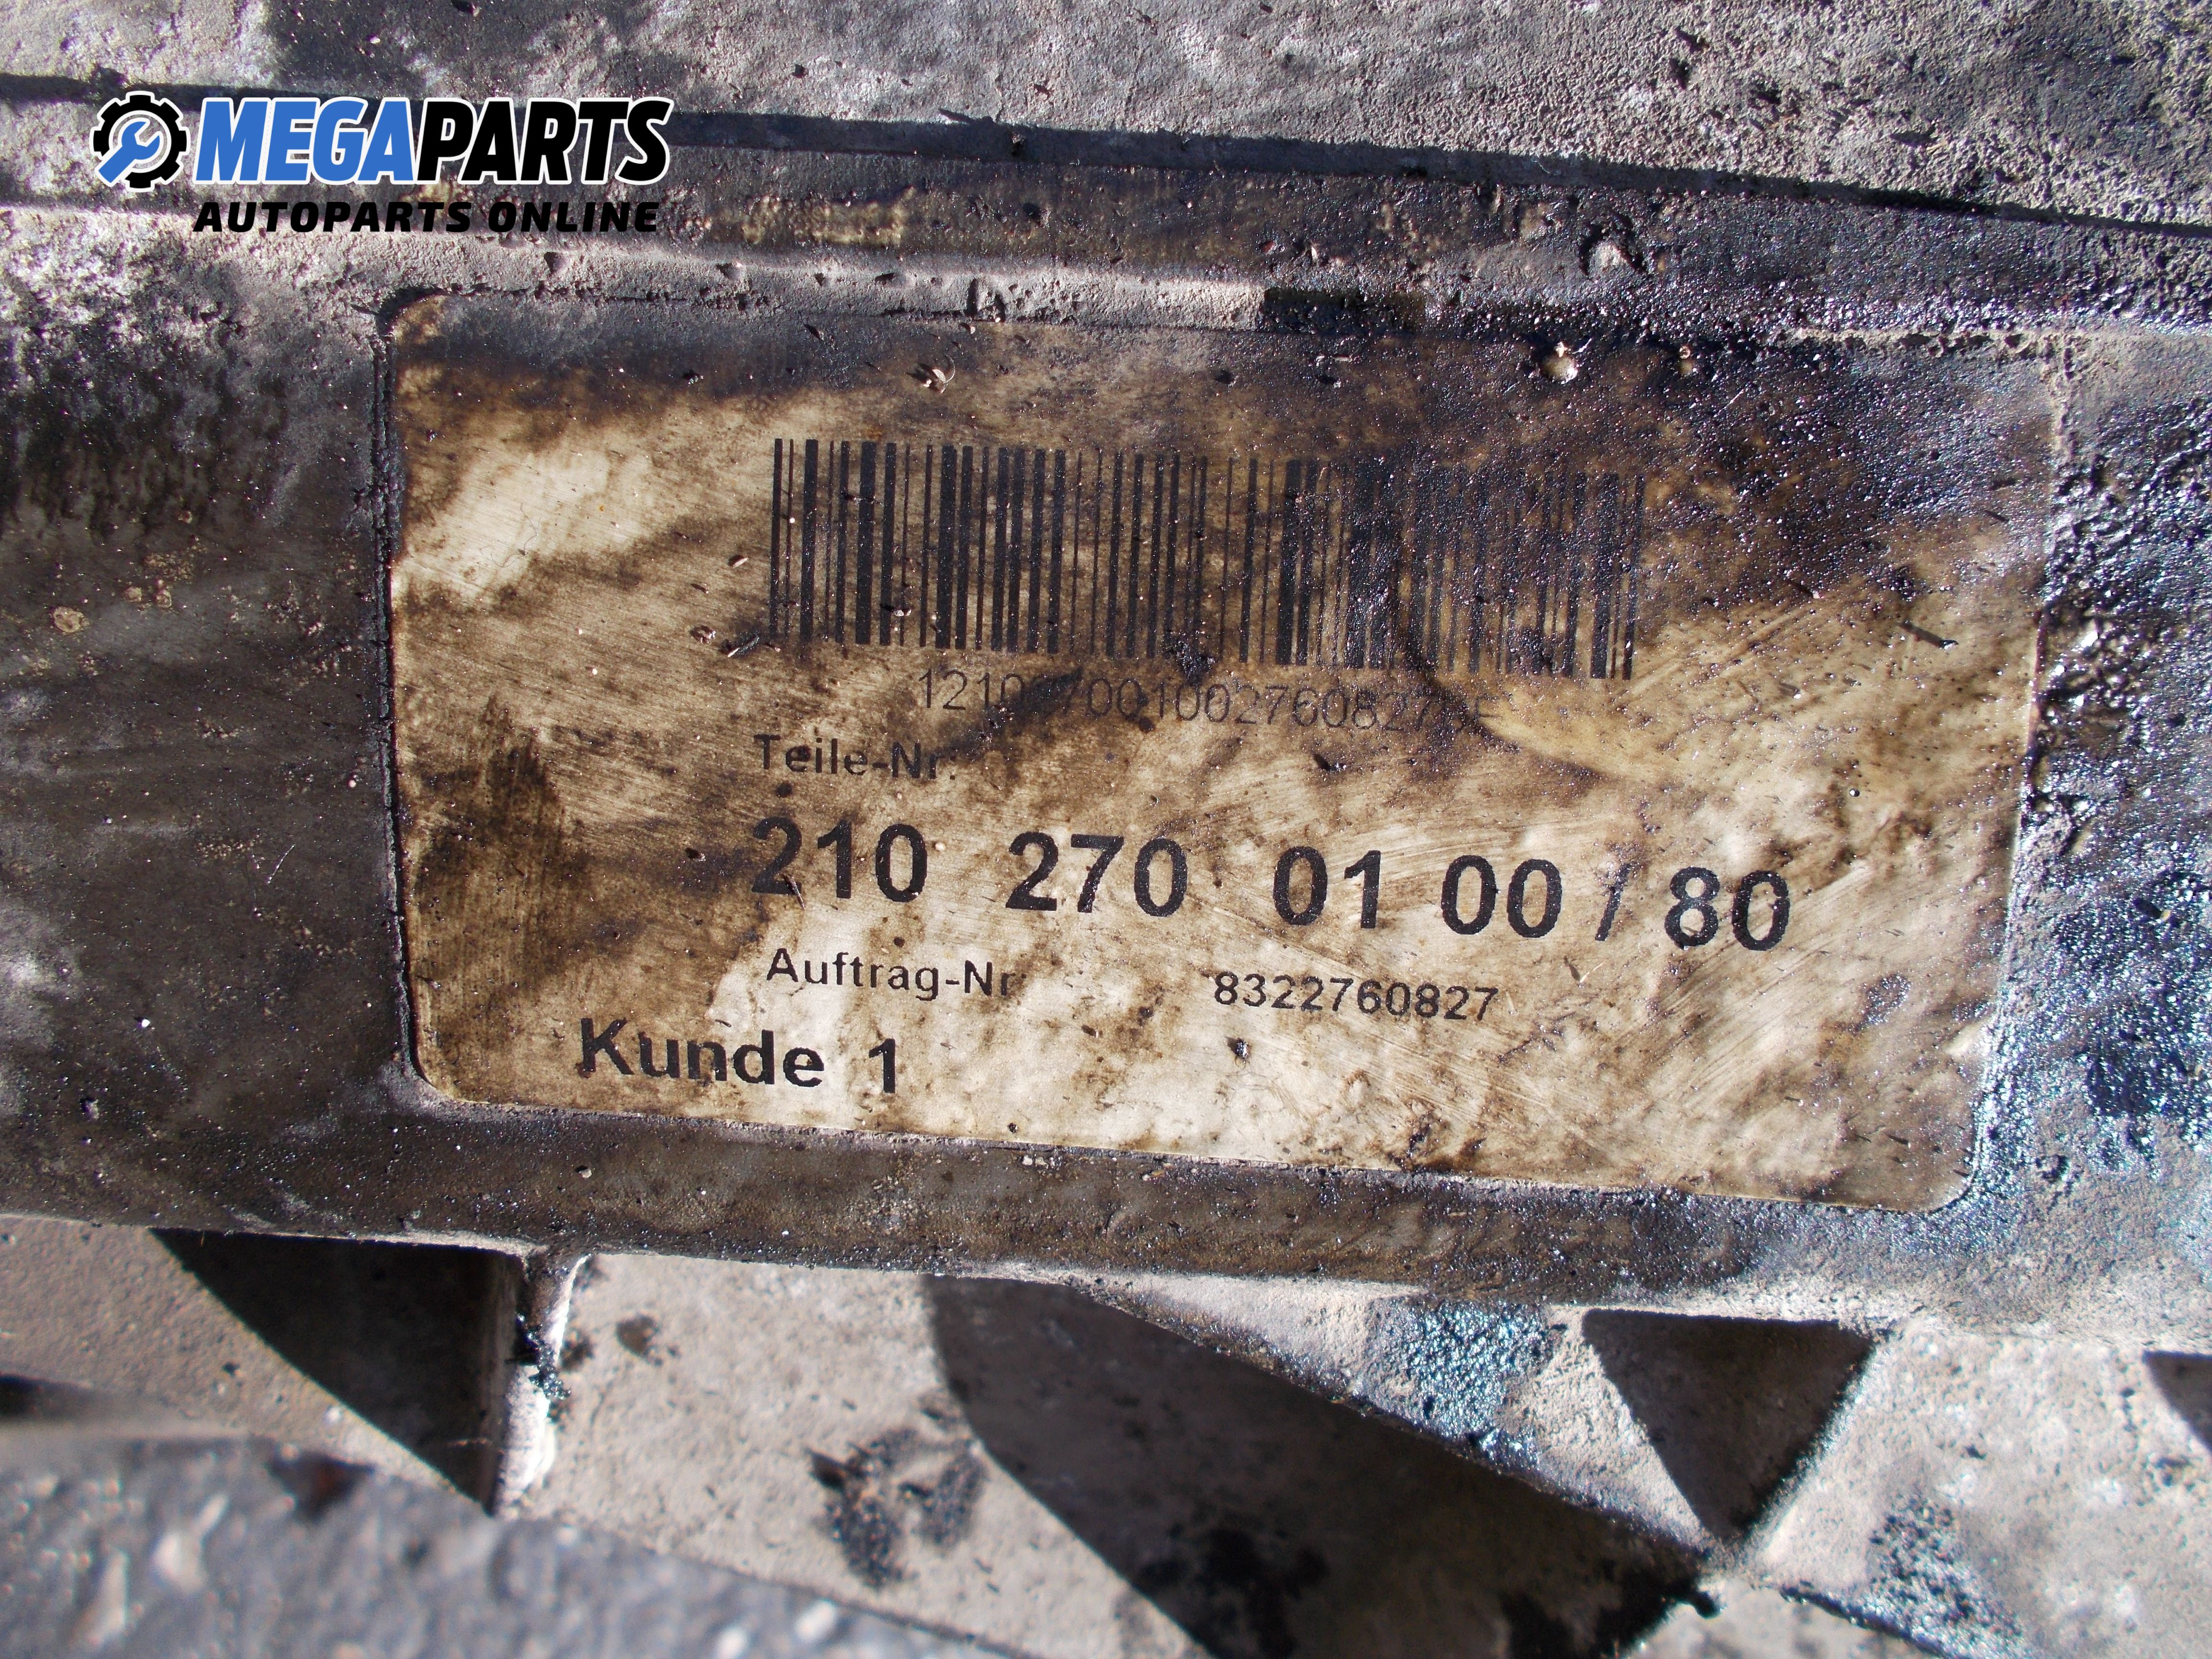 MEGAPARTS
AUTOPARTS ONLINE
Teile-Nr:
210 270 01 00 / 80
Auftrag-Nr
8322760827
Kunde 1